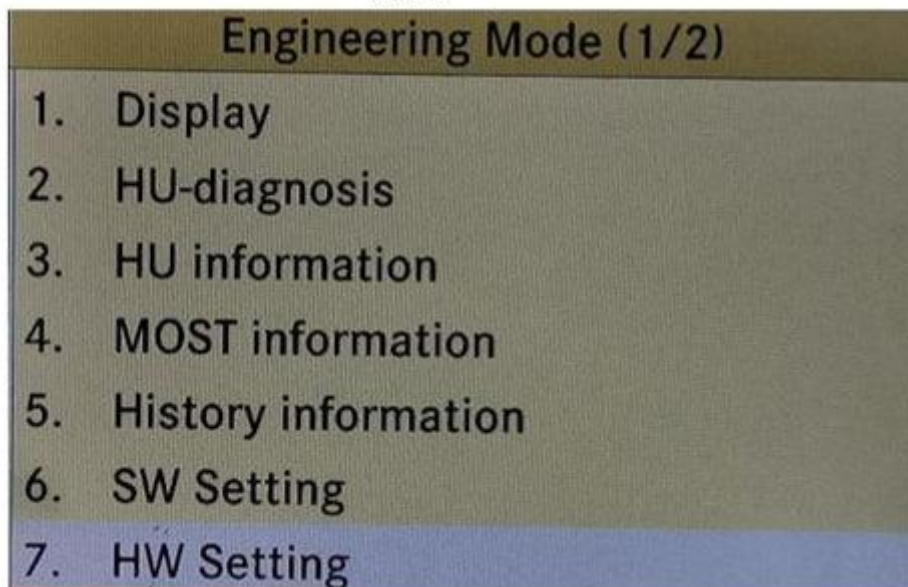 Engineering Mode (1/2)
1. Display
2. HU-diagnosis
3. HU information
4. MOST information
5. History information
6. SW Setting
7. HW Setting